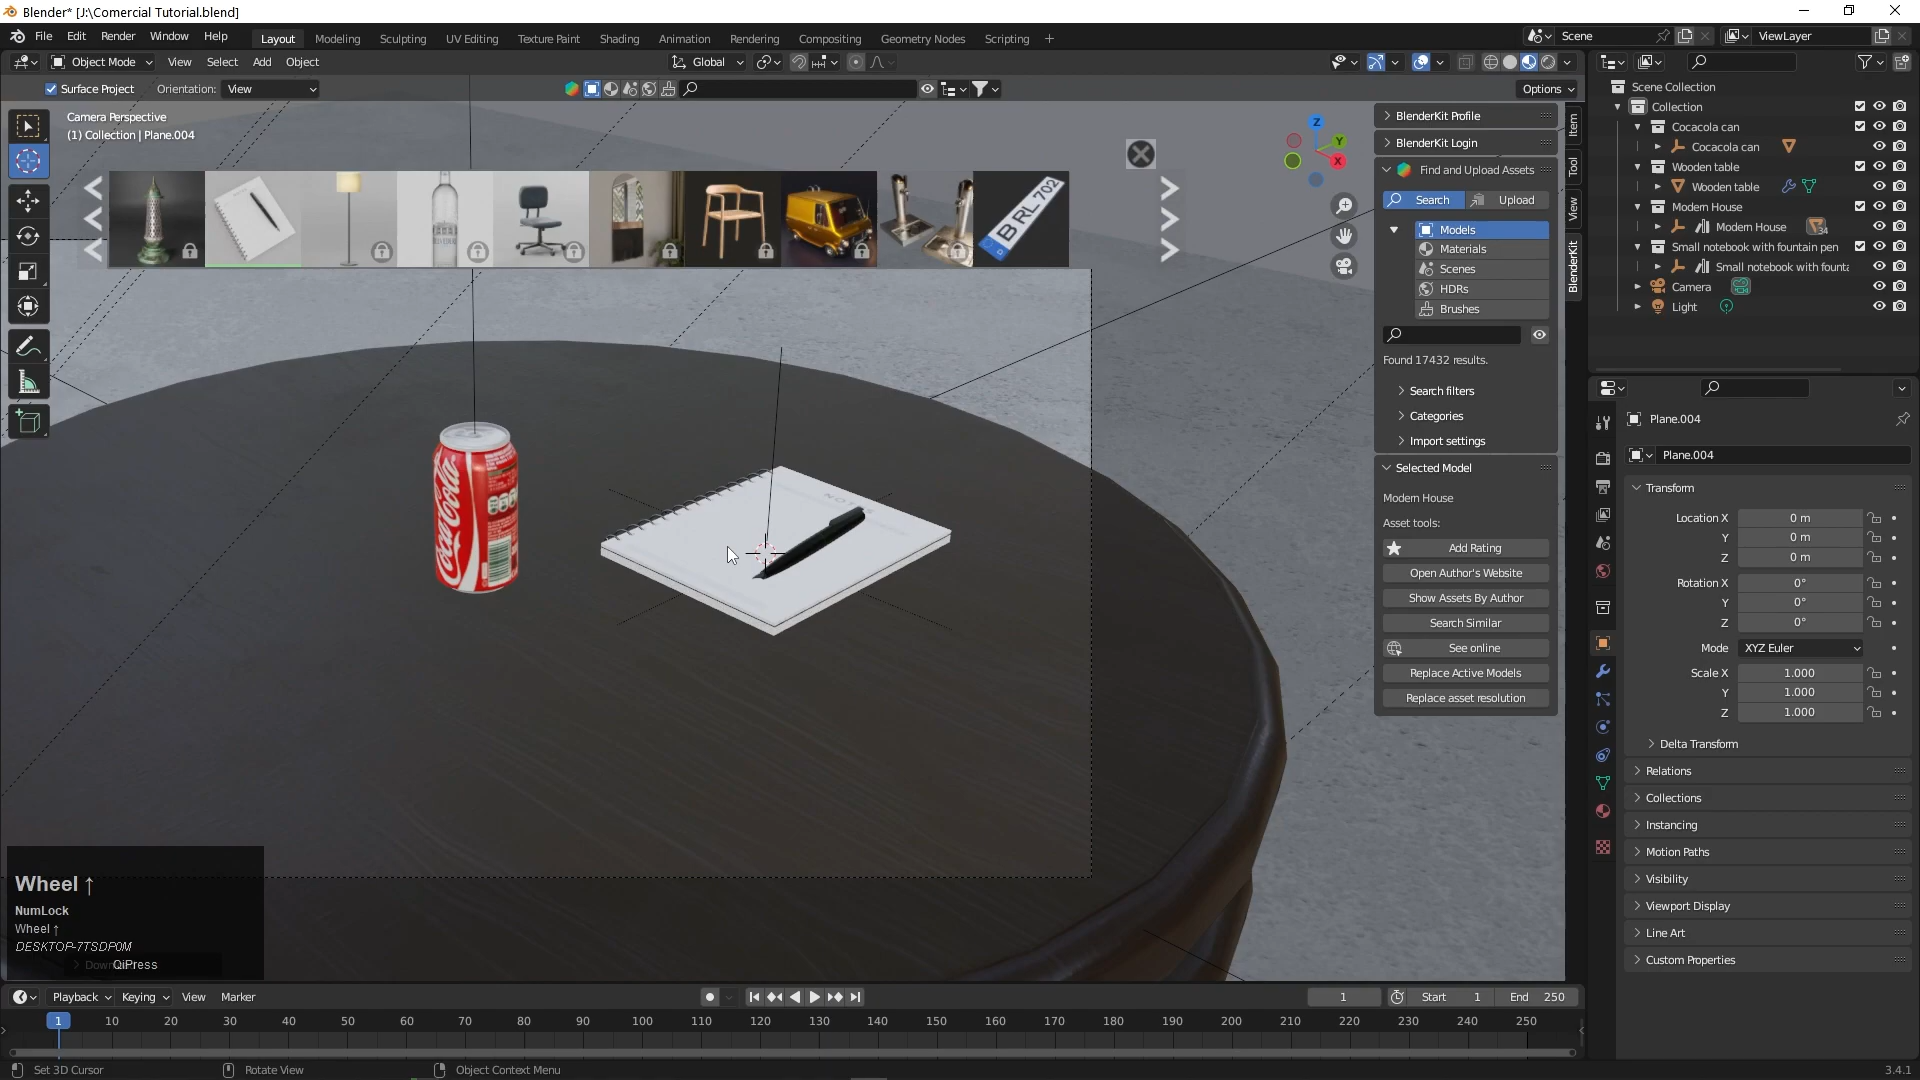 Blender* [J:\Comercial Tutorial.blend]
File Edit Render Window Help Layout Modeling Sculpting UV Editing Texture Paint Shading Animation Rendering Compositing Geometry Nodes Scripting + Scene ViewLayer
Object Mode View Select Add Object Global
Surface Project Orientation: View Options
Camera Perspective
(1) Collection | Plane.004
BRL 702
Coca-Cola
NOTES
BlenderKit Profile
BlenderKit Login
Find and Upload Assets
Search Upload
Models
Materials
Scenes
HDRs
Brushes
Found 17432 results.
Search filters
Categories
Import settings
Selected Model
Modern House
Asset tools:
Add Rating
Open Author's Website
Show Assets By Author
Search Similar
See online
Replace Active Models
Replace asset resolution
Item
Tool
View
BlenderKit
Z
Y
X
Scene Collection
Collection
Cocacola can
Cocacola can
Wooden table
Wooden table
Modern House
Modern House 34
Small notebook with fountain pen
Small notebook with founta
Camera
Light
Plane.004
Plane.004
Transform
Location X 0 m
Y 0 m
Z 0 m
Rotation X 0°
Y 0°
Z 0°
Mode XYZ Euler
Scale X 1.000
Y 1.000
Z 1.000
Delta Transform
Relations
Collections
Instancing
Motion Paths
Visibility
Viewport Display
Line Art
Custom Properties
Wheel ↑
NumLock
Wheel ↑
DESKTOP-7TSDP0M
QiPress
Playback Keying View Marker 1 Start 1 End 250
1 10 20 30 40 50 60 70 80 90 100 110 120 130 140 150 160 170 180 190 200 210 220 230 240 250
Set 3D Cursor Rotate View Object Context Menu 3.4.1